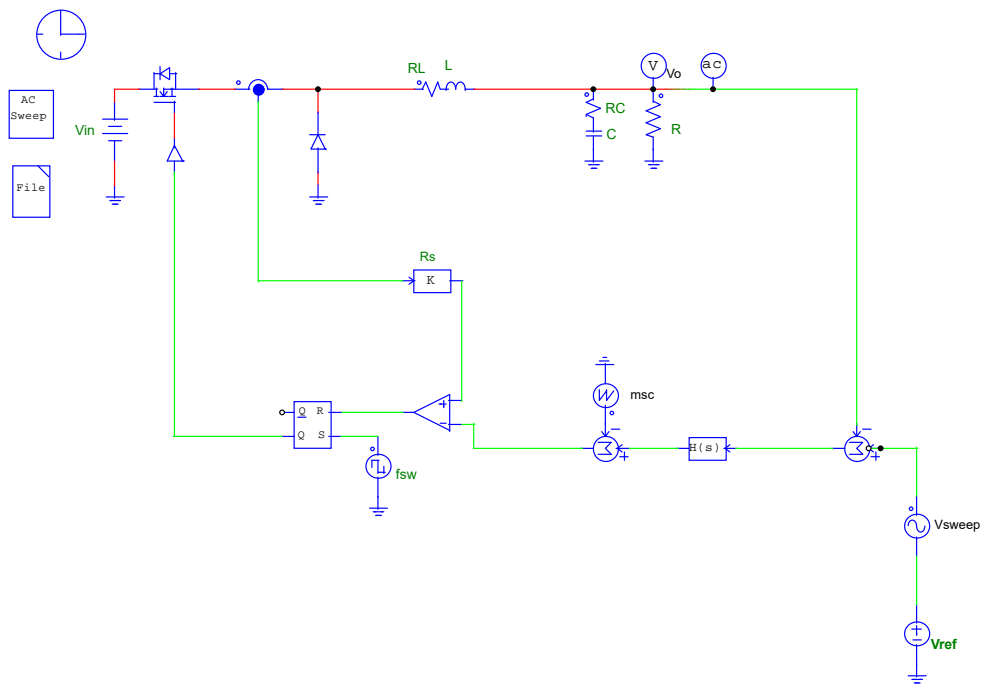 AC
Sweep
File
Vin
RL
L
V
Vo
ac
RC
C
R
Rs
K
msc
Q
R
Q
S
fsw
+
−
−
Σ
+
H(s)
−
Σ
+
Vsweep
+
−
Vref